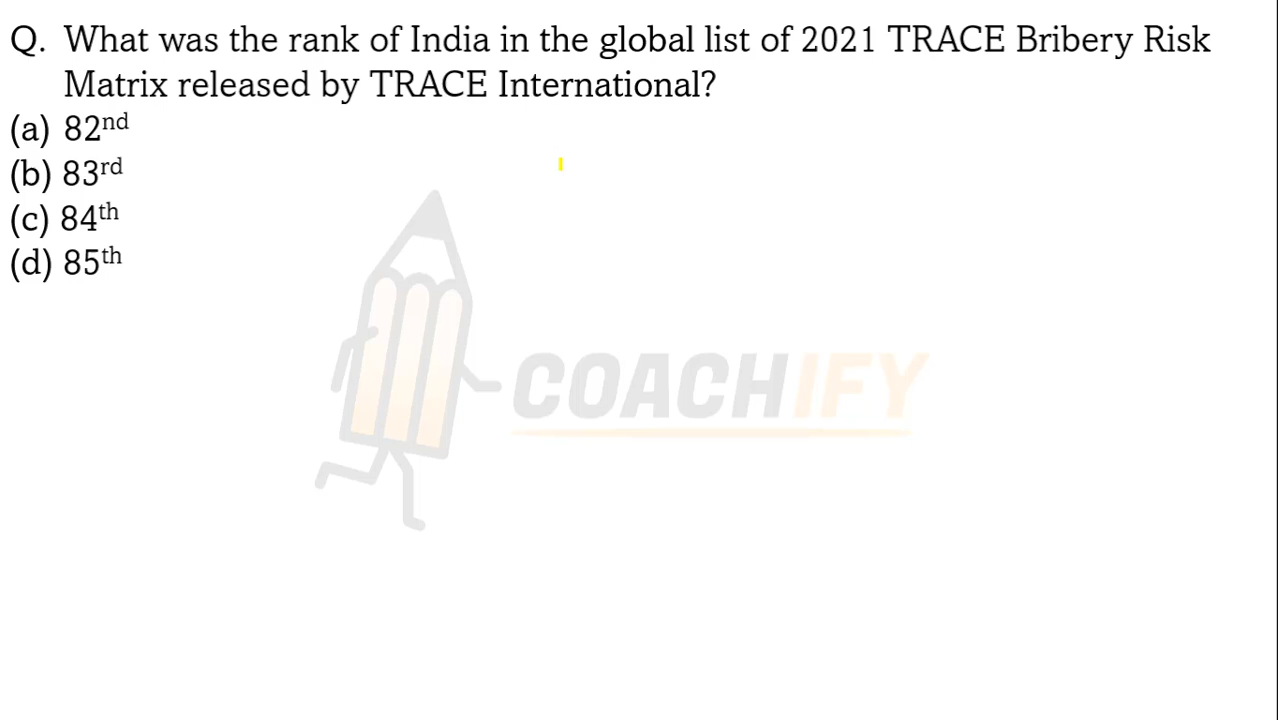 Q. What was the rank of India in the global list of 2021 TRACE Bribery Risk
Matrix released by TRACE International?
(a) 82nd
(b) 83rd
(c) 84th
(d) 85th
COACHIFY